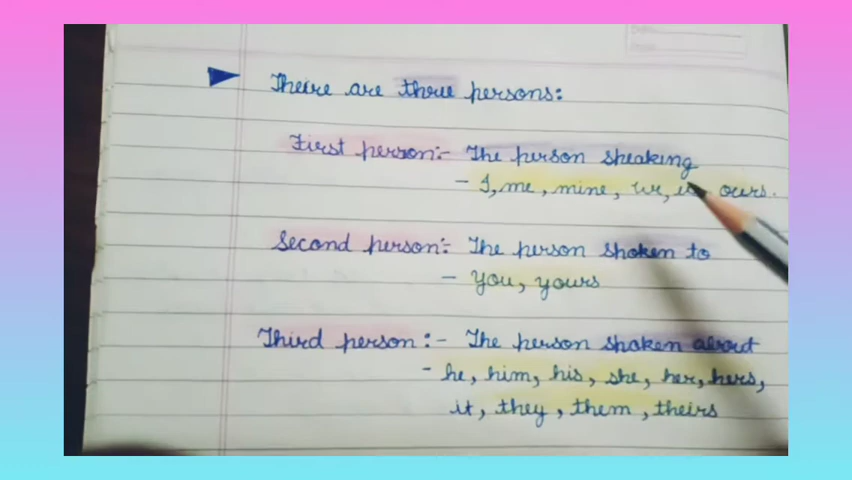 There are three persons:
First person:- The person speaking
- I, me, mine, we, ours.
Second person:- The person spoken to
- you, yours
Third person:- The person spoken about
- he, him, his, she, her, hers,
it, they, them, theirs